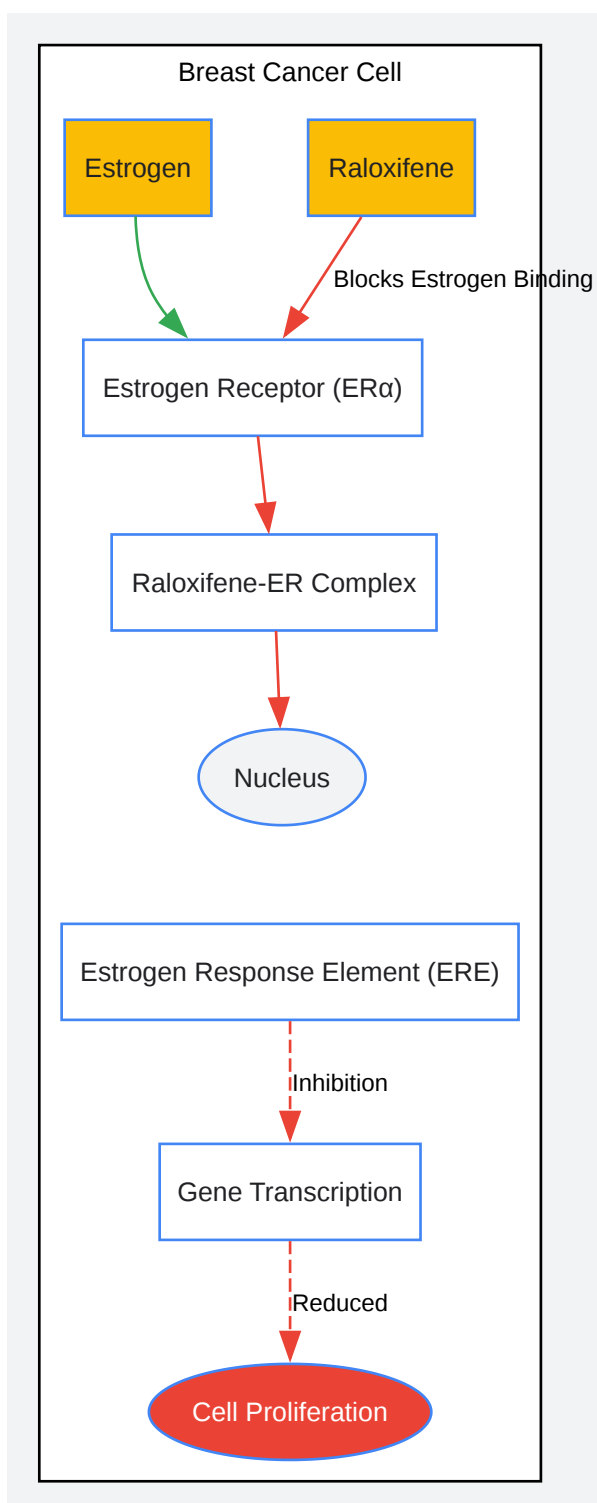 Breast Cancer Cell
Estrogen
Raloxifene
Blocks Estrogen Binding
Estrogen Receptor (ERα)
Raloxifene-ER Complex
Nucleus
Estrogen Response Element (ERE)
Inhibition
Gene Transcription
Reduced
Cell Proliferation